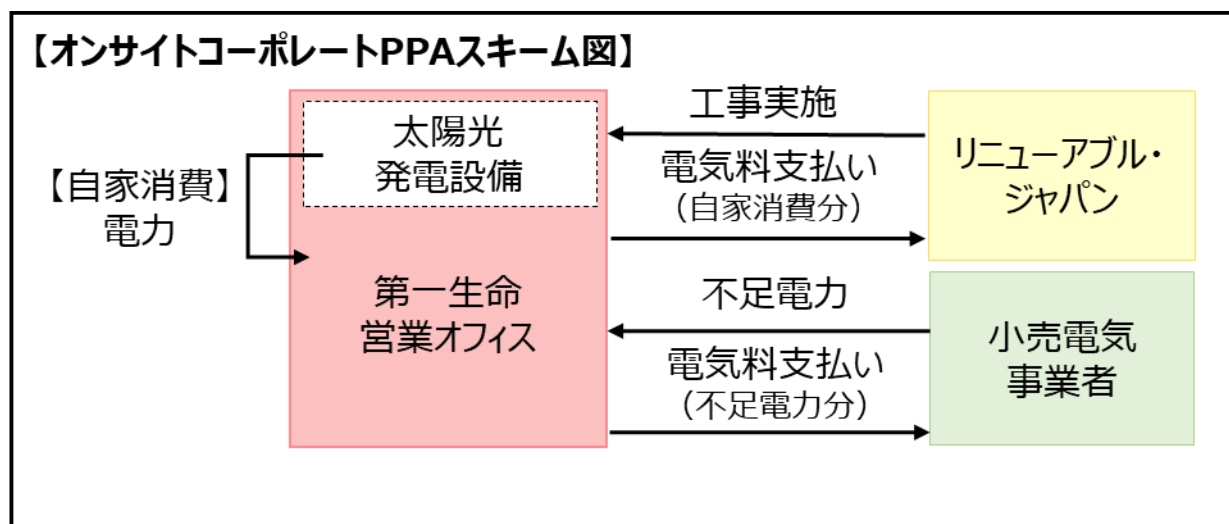 【オンサイトコーポレートPPAスキーム図】
太陽光
発電設備
【自家消費】
電力
第一生命
営業オフィス
工事実施
電気料支払い
（自家消費分）
リニューアブル・
ジャパン
不足電力
電気料支払い
（不足電力分）
小売電気
事業者